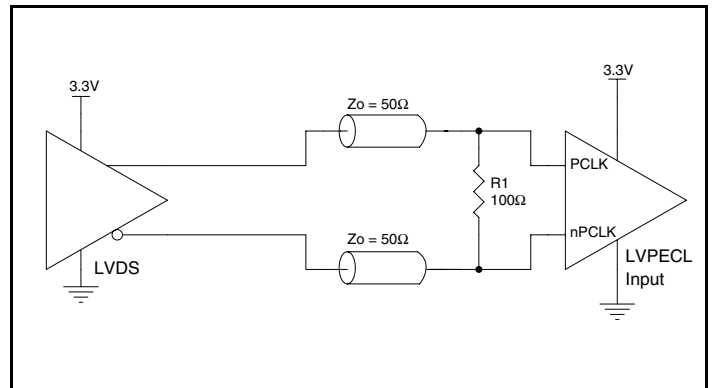 3.3V
3.3V
Zo = 50Ω
PCLK
R1
100Ω
nPCLK
Zo = 50Ω
LVDS
LVPECL
Input